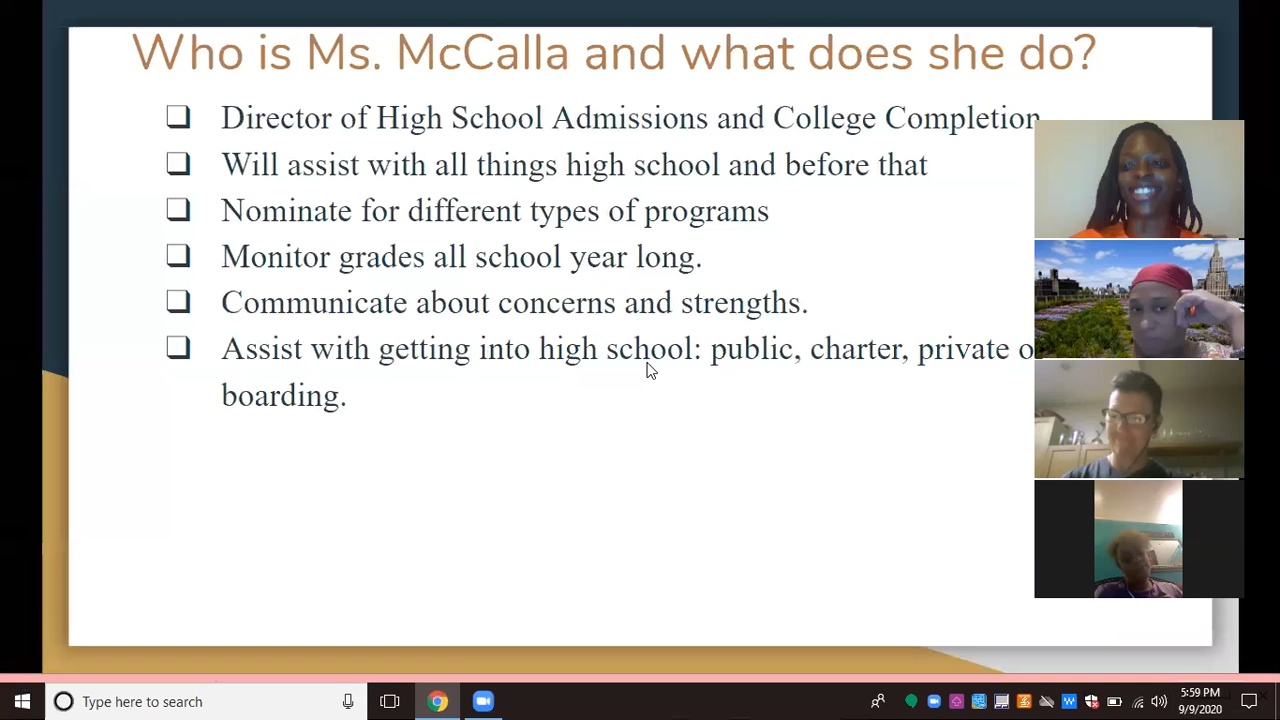 Who is Ms. McCalla and what does she do?
❑ Director of High School Admissions and College Completion
❑ Will assist with all things high school and before that
❑ Nominate for different types of programs
❑ Monitor grades all school year long.
❑ Communicate about concerns and strengths.
❑ Assist with getting into high school: public, charter, private o
boarding.
Type here to search
5:59 PM
9/9/2020